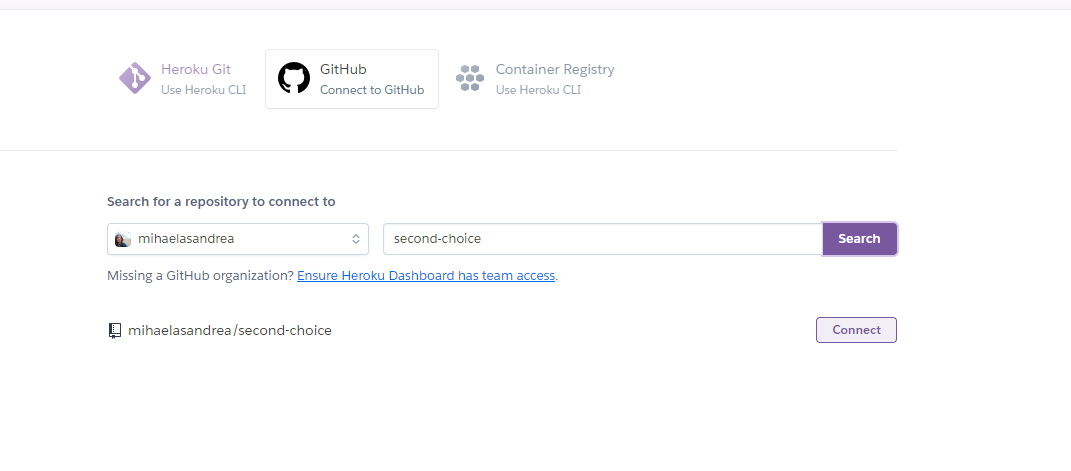 Heroku Git
Use Heroku CLI
GitHub
Connect to GitHub
Container Registry
Use Heroku CLI
Search for a repository to connect to
mihaelasandrea
second-choice
Search
Missing a GitHub organization? Ensure Heroku Dashboard has team access.
mihaelasandrea/second-choice
Connect